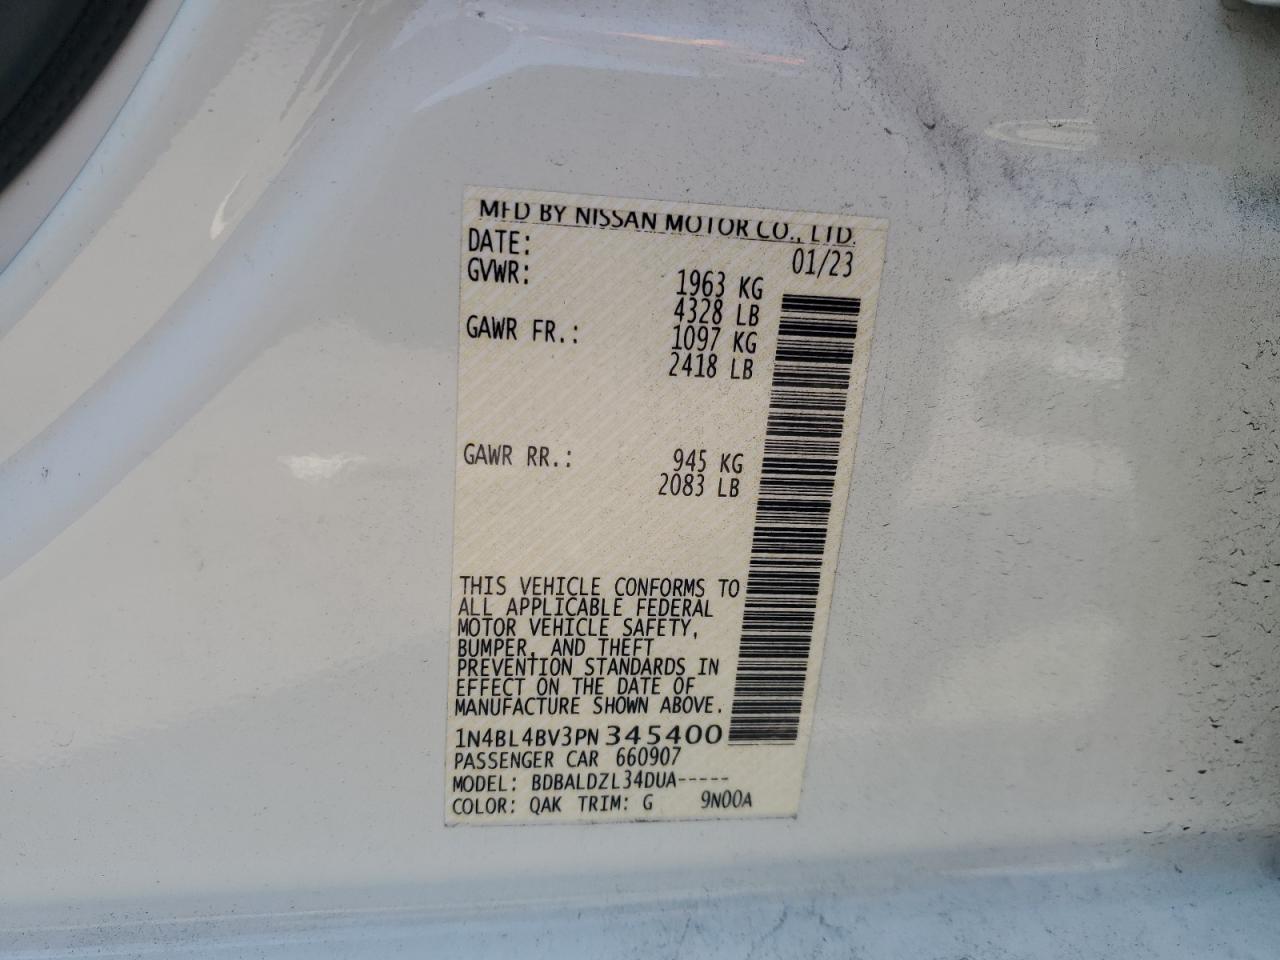 MFD BY NISSAN MOTOR CO., LTD.
DATE: 01/23
GVWR: 1963 KG
4328 LB
GAWR FR.: 1097 KG
2418 LB
GAWR RR.: 945 KG
2083 LB
THIS VEHICLE CONFORMS TO
ALL APPLICABLE FEDERAL
MOTOR VEHICLE SAFETY,
BUMPER, AND THEFT
PREVENTION STANDARDS IN
EFFECT ON THE DATE OF
MANUFACTURE SHOWN ABOVE.
1N4BL4BV3PN345400
PASSENGER CAR 660907
MODEL: BDBALDZL34DUA-----
COLOR: QAK TRIM: G 9N00A